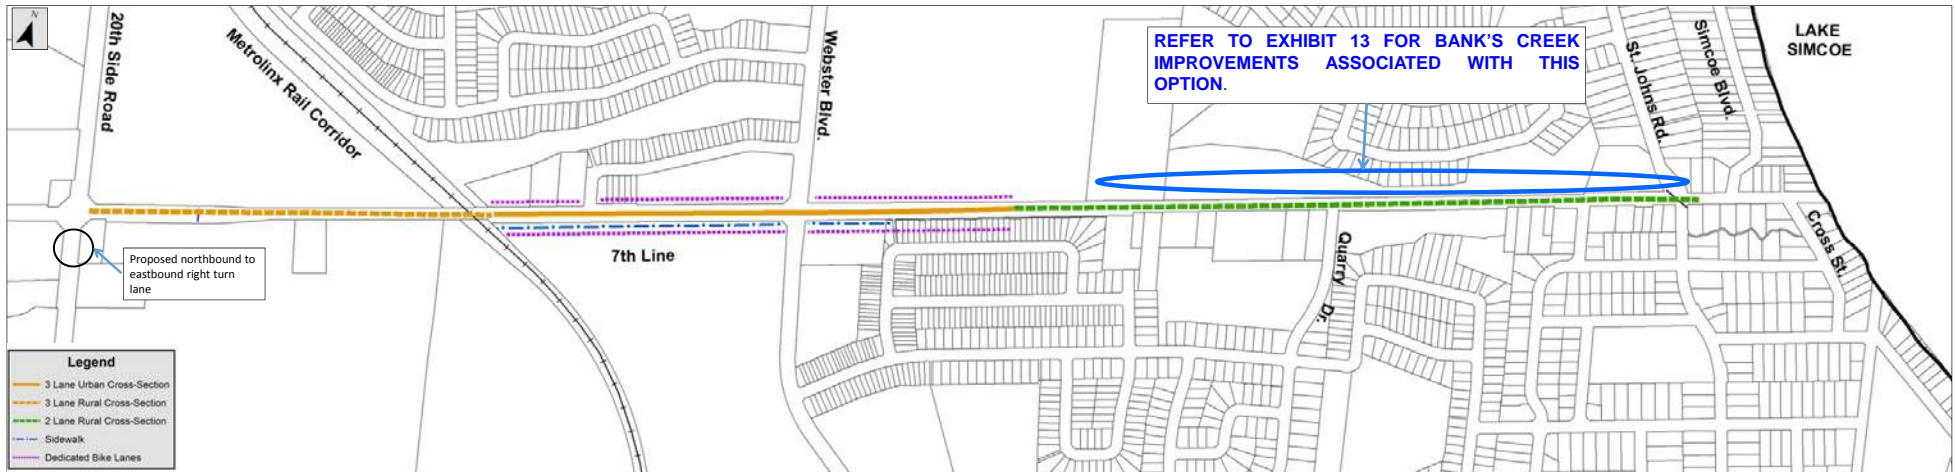 N
20th Side Road
Metrolinx Rail Corridor
Webster Blvd.
REFER TO EXHIBIT 13 FOR BANK'S CREEK
IMPROVEMENTS ASSOCIATED WITH THIS
OPTION.
St. Johns Rd.
Simcoe Blvd.
LAKE
SIMCOE
Proposed northbound to
eastbound right turn
lane
7th Line
Quarry Dr.
Cross St.
Legend
3 Lane Urban Cross-Section
3 Lane Rural Cross-Section
2 Lane Rural Cross-Section
Sidewalk
Dedicated Bike Lanes